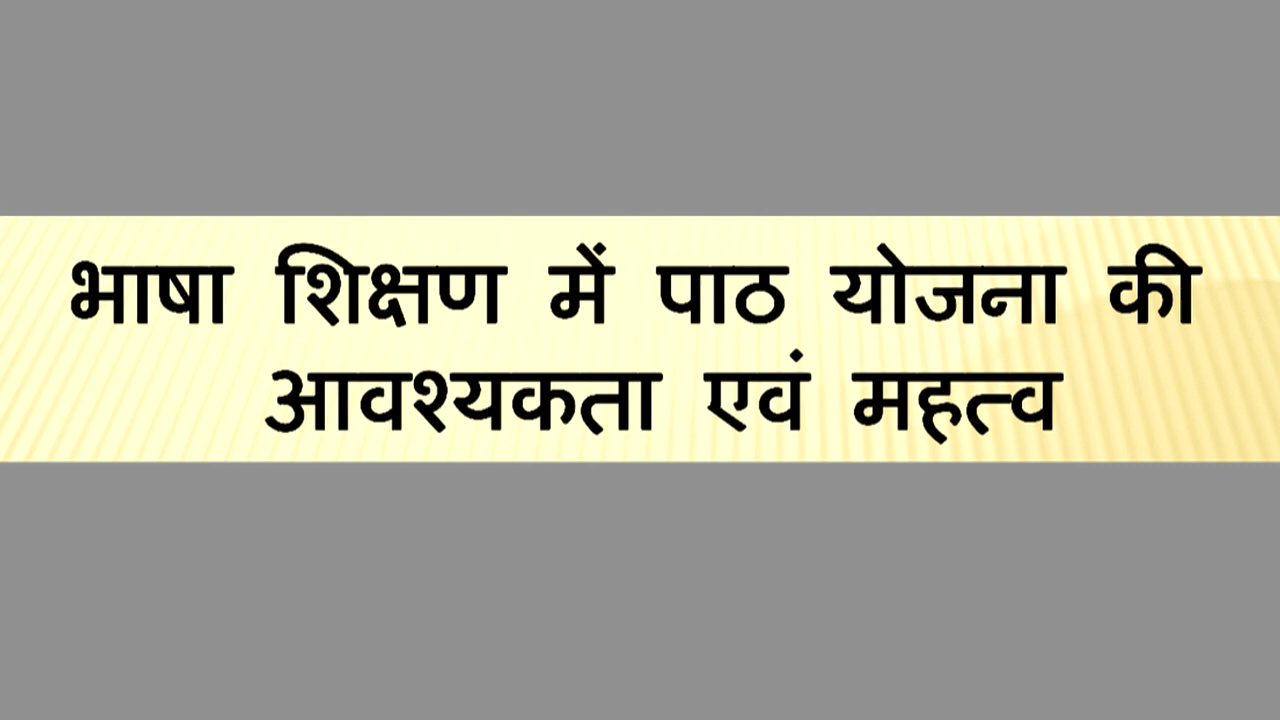 भाषा शिक्षण में पाठ योजना की
आवश्यकता एवं महत्व